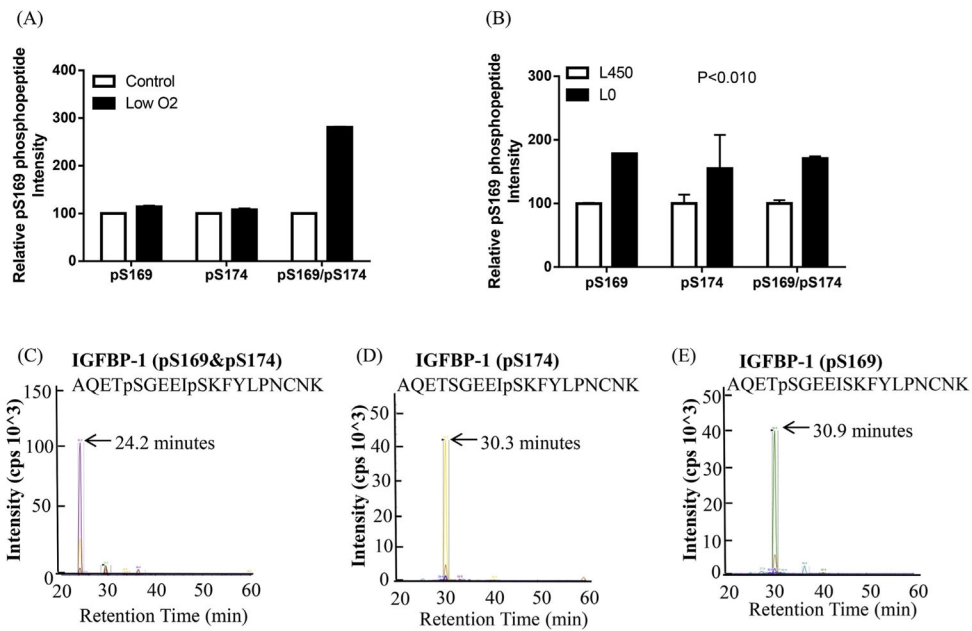 (A)
Relative pS169 phosphopeptide
Intensity
400
300
200
100
0
Control
Low O2
pS169
pS174
pS169/pS174
(B)
Relative pS169 phosphopeptide
Intensity
300
200
100
0
L450
L0
P<0.010
pS169
pS174
pS169/pS174
(C)
IGFBP-1 (pS169&pS174)
AQETpSGEEIpSKFYLPNCNK
Intensity (cps 10^3)
150
100
50
0
24.2 minutes
20 30 40 50 60
Retention Time (min)
(D)
IGFBP-1 (pS174)
AQETSGEEIpSKFYLPNCNK
Intensity (cps 10^3)
50
40
30
20
10
0
30.3 minutes
20 30 40 50 60
Retention Time (min)
(E)
IGFBP-1 (pS169)
AQETpSGEEISKFYLPNCNK
Intensity (cps 10^3)
50
40
30
20
10
0
30.9 minutes
20 30 40 50 60
Retention Time (min)